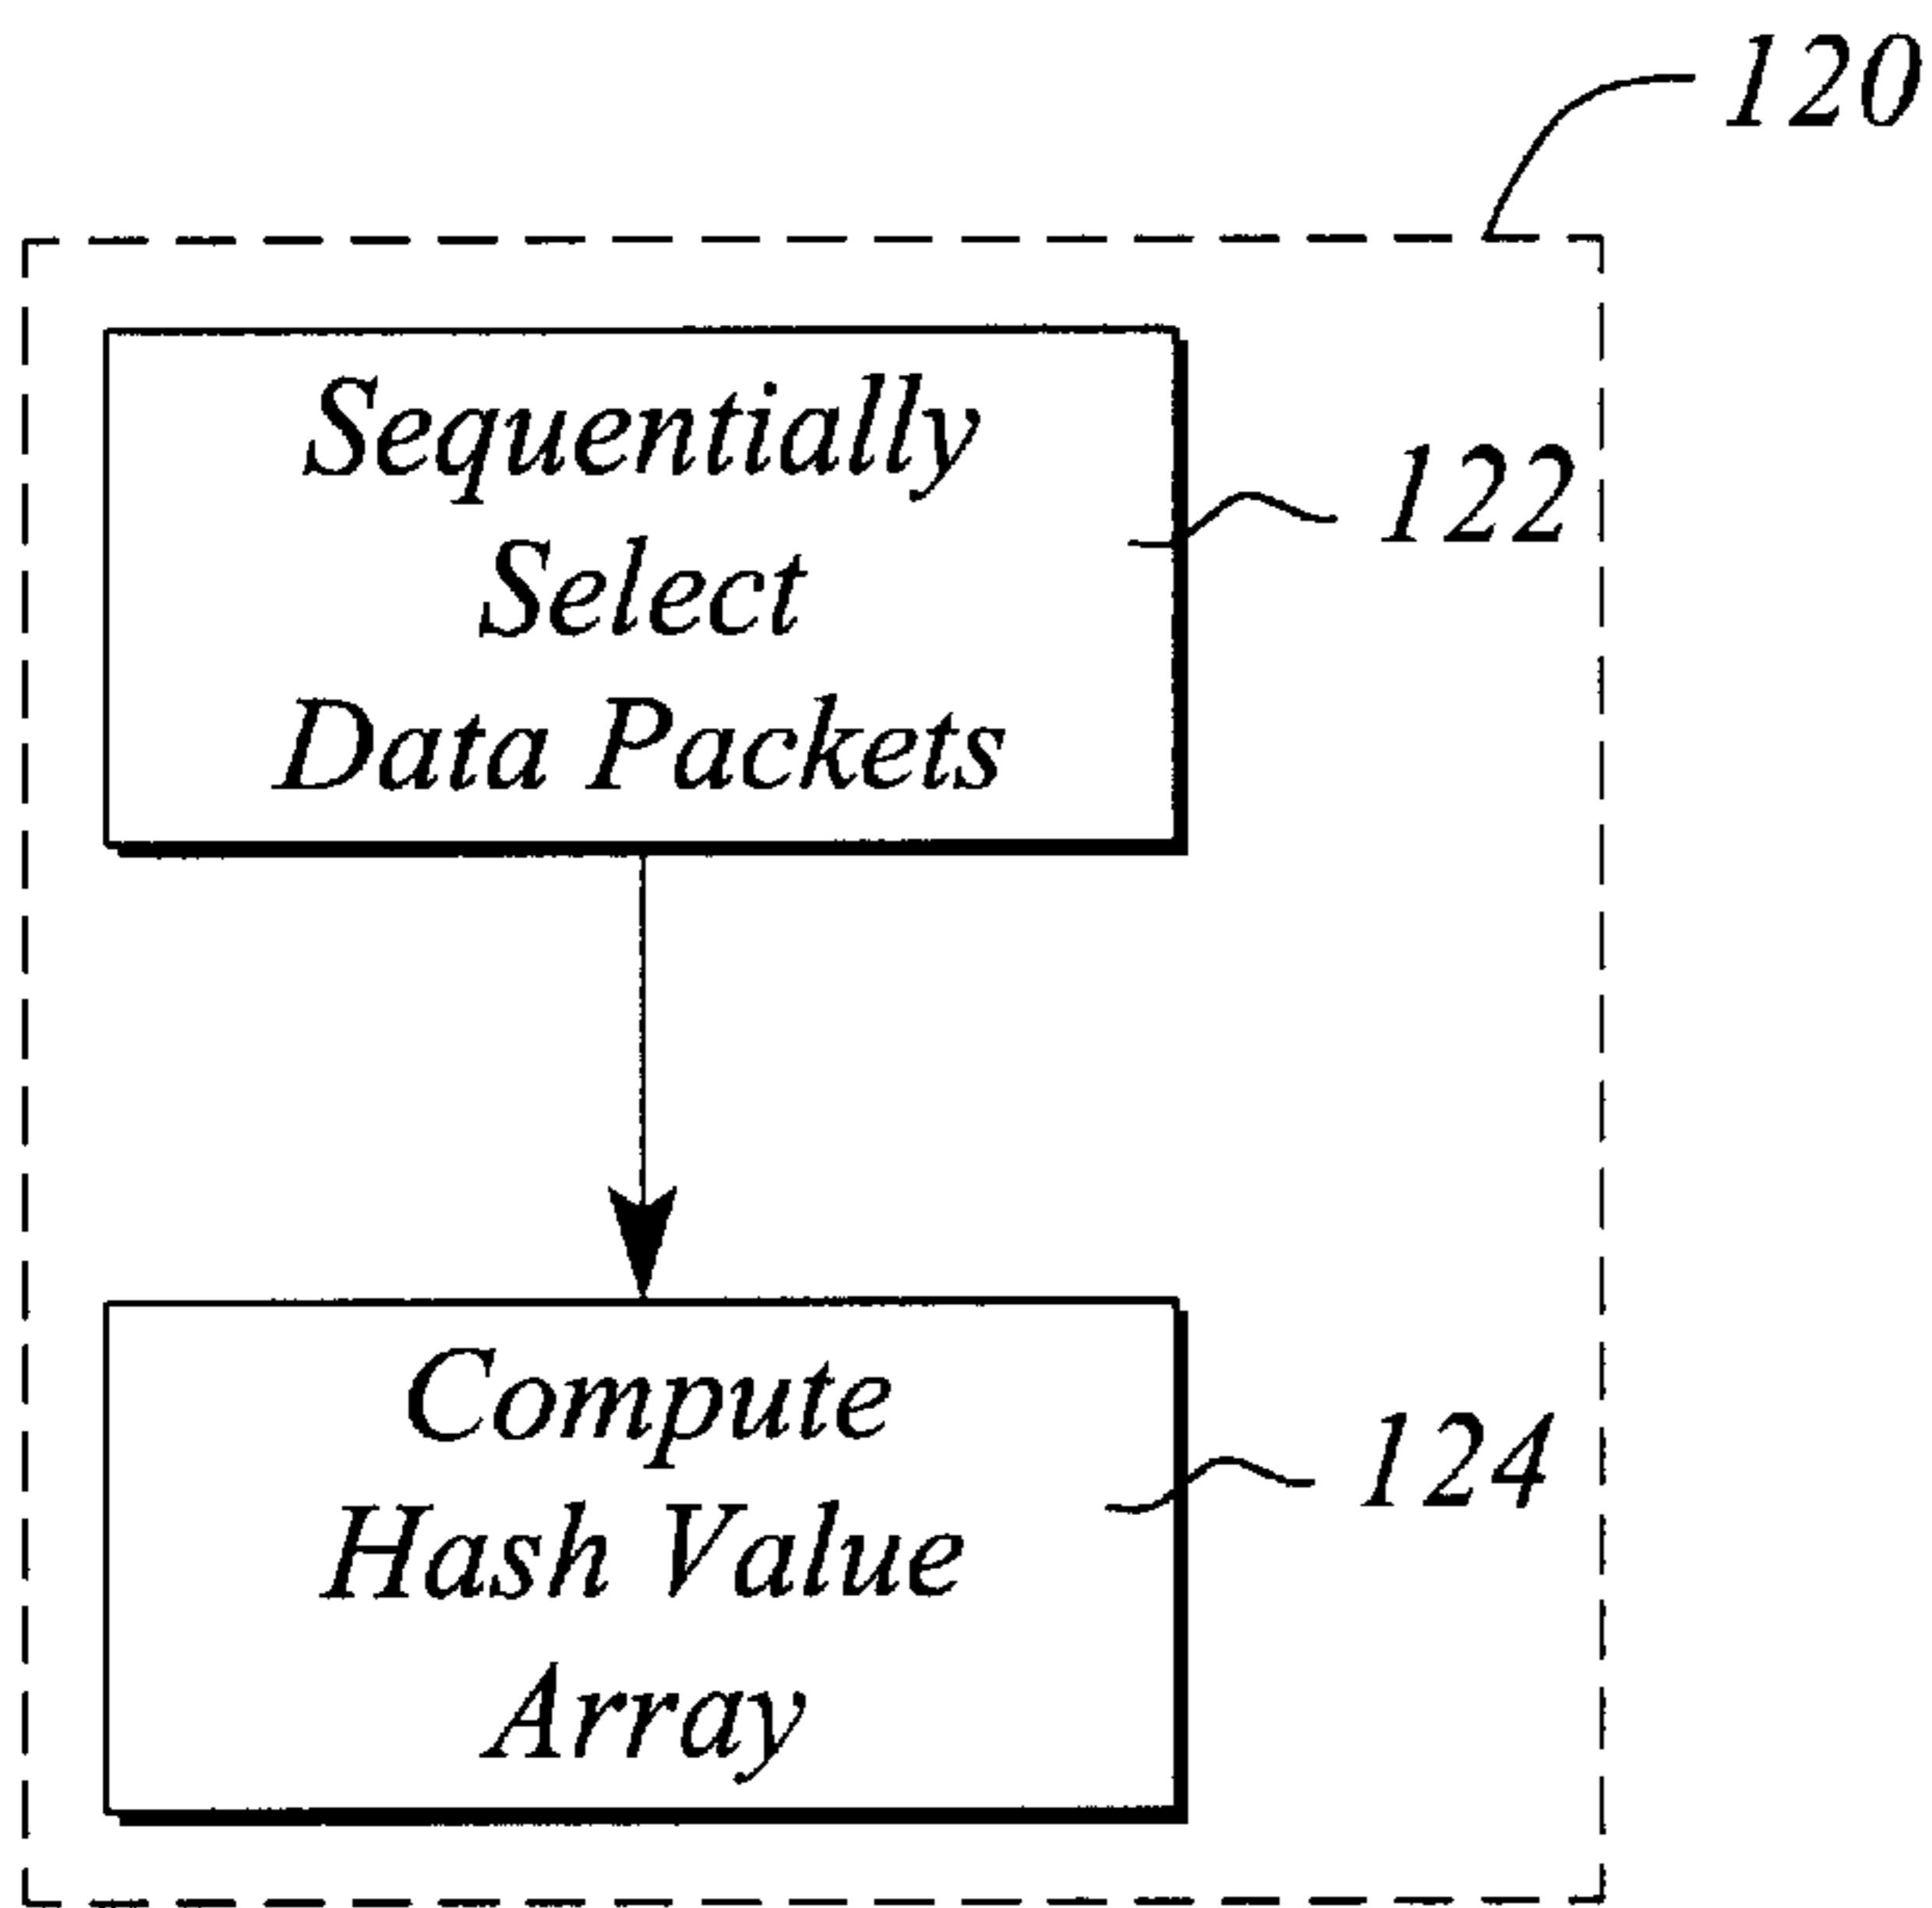 120
Sequentially
Select
Data Packets
122
Compute
Hash Value
Array
124